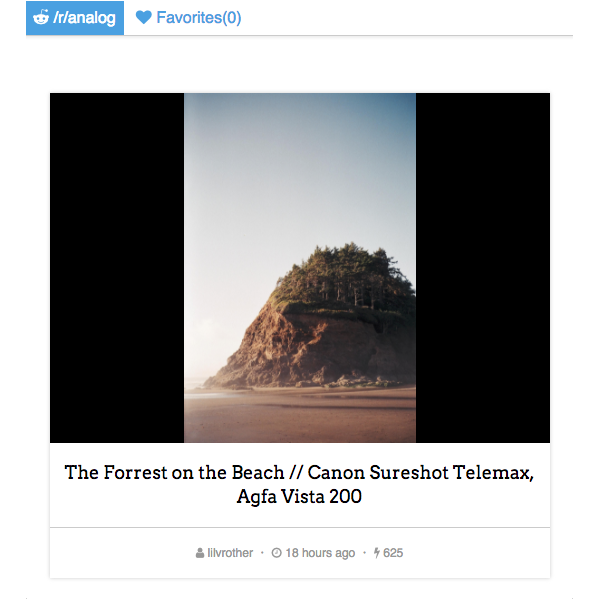 /r/analog Favorites(0)
The Forrest on the Beach // Canon Sureshot Telemax,
Agfa Vista 200
lilvrother · 18 hours ago · 625